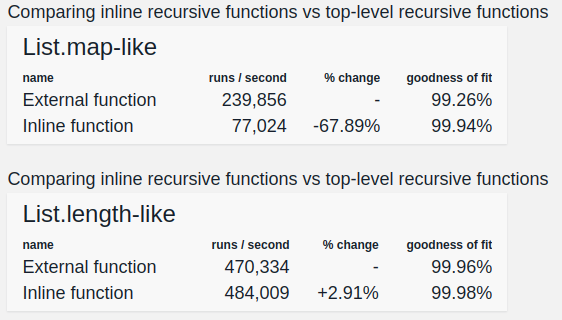 Comparing inline recursive functions vs top-level recursive functions
List.map-like
name runs / second % change goodness of fit
External function 239,856 - 99.26%
Inline function 77,024 -67.89% 99.94%
Comparing inline recursive functions vs top-level recursive functions
List.length-like
name runs / second % change goodness of fit
External function 470,334 - 99.96%
Inline function 484,009 +2.91% 99.98%